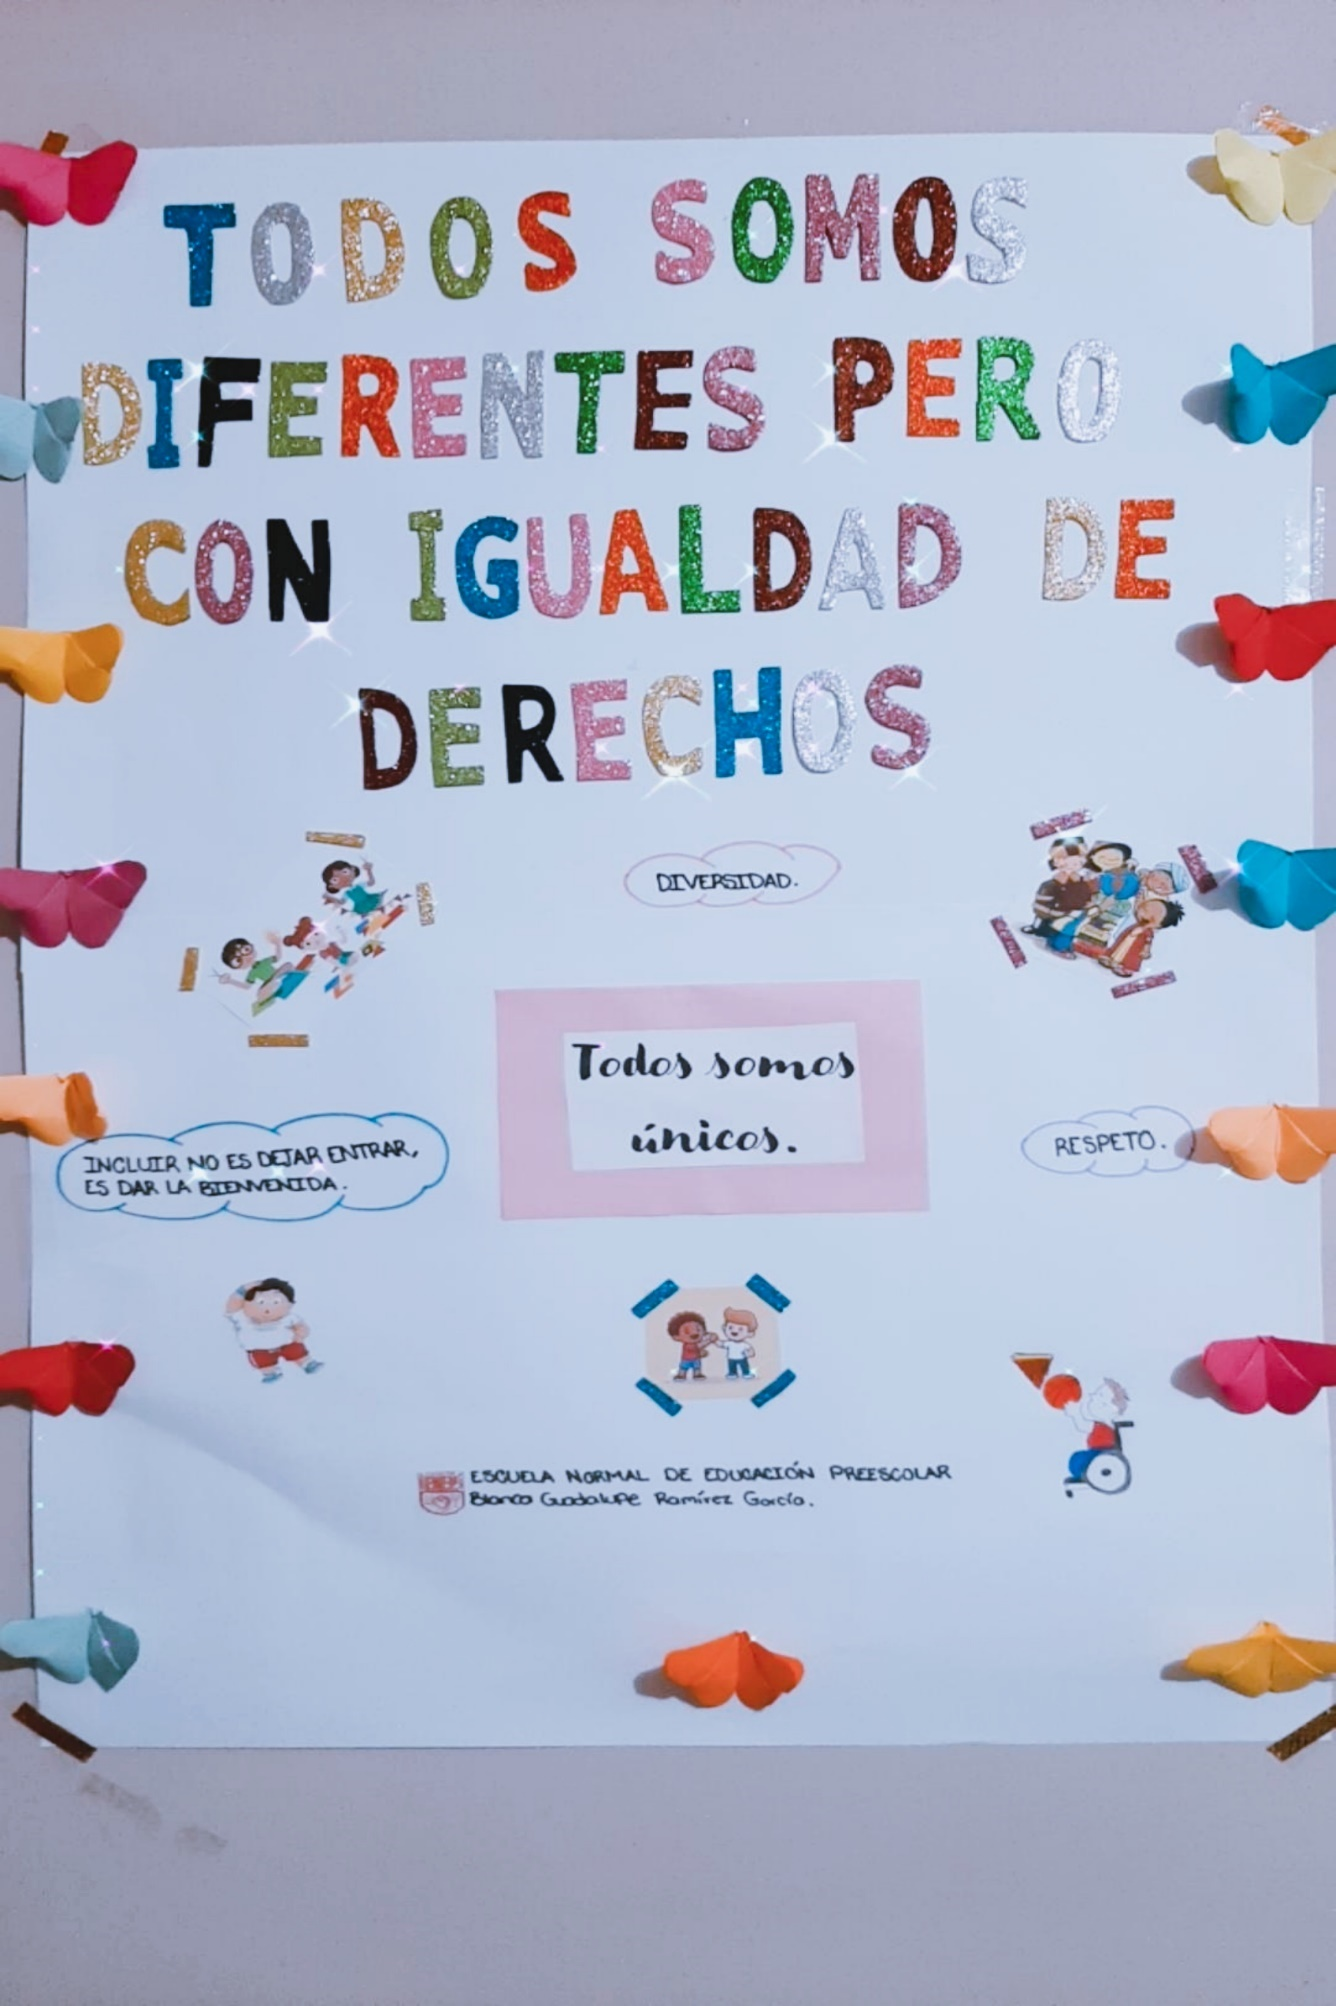 TODOS SOMOS
DIFERENTES PERO
CON IGUALDAD DE
DERECHOS
DIVERSIDAD.
Todos somos
únicos.
INCLUIR NO ES DEJAR ENTRAR,
ES DAR LA BIENVENIDA.
RESPETO.
ESCUELA NORMAL DE EDUCACIÓN PREESCOLAR
Blanca Guadalupe Ramírez García.